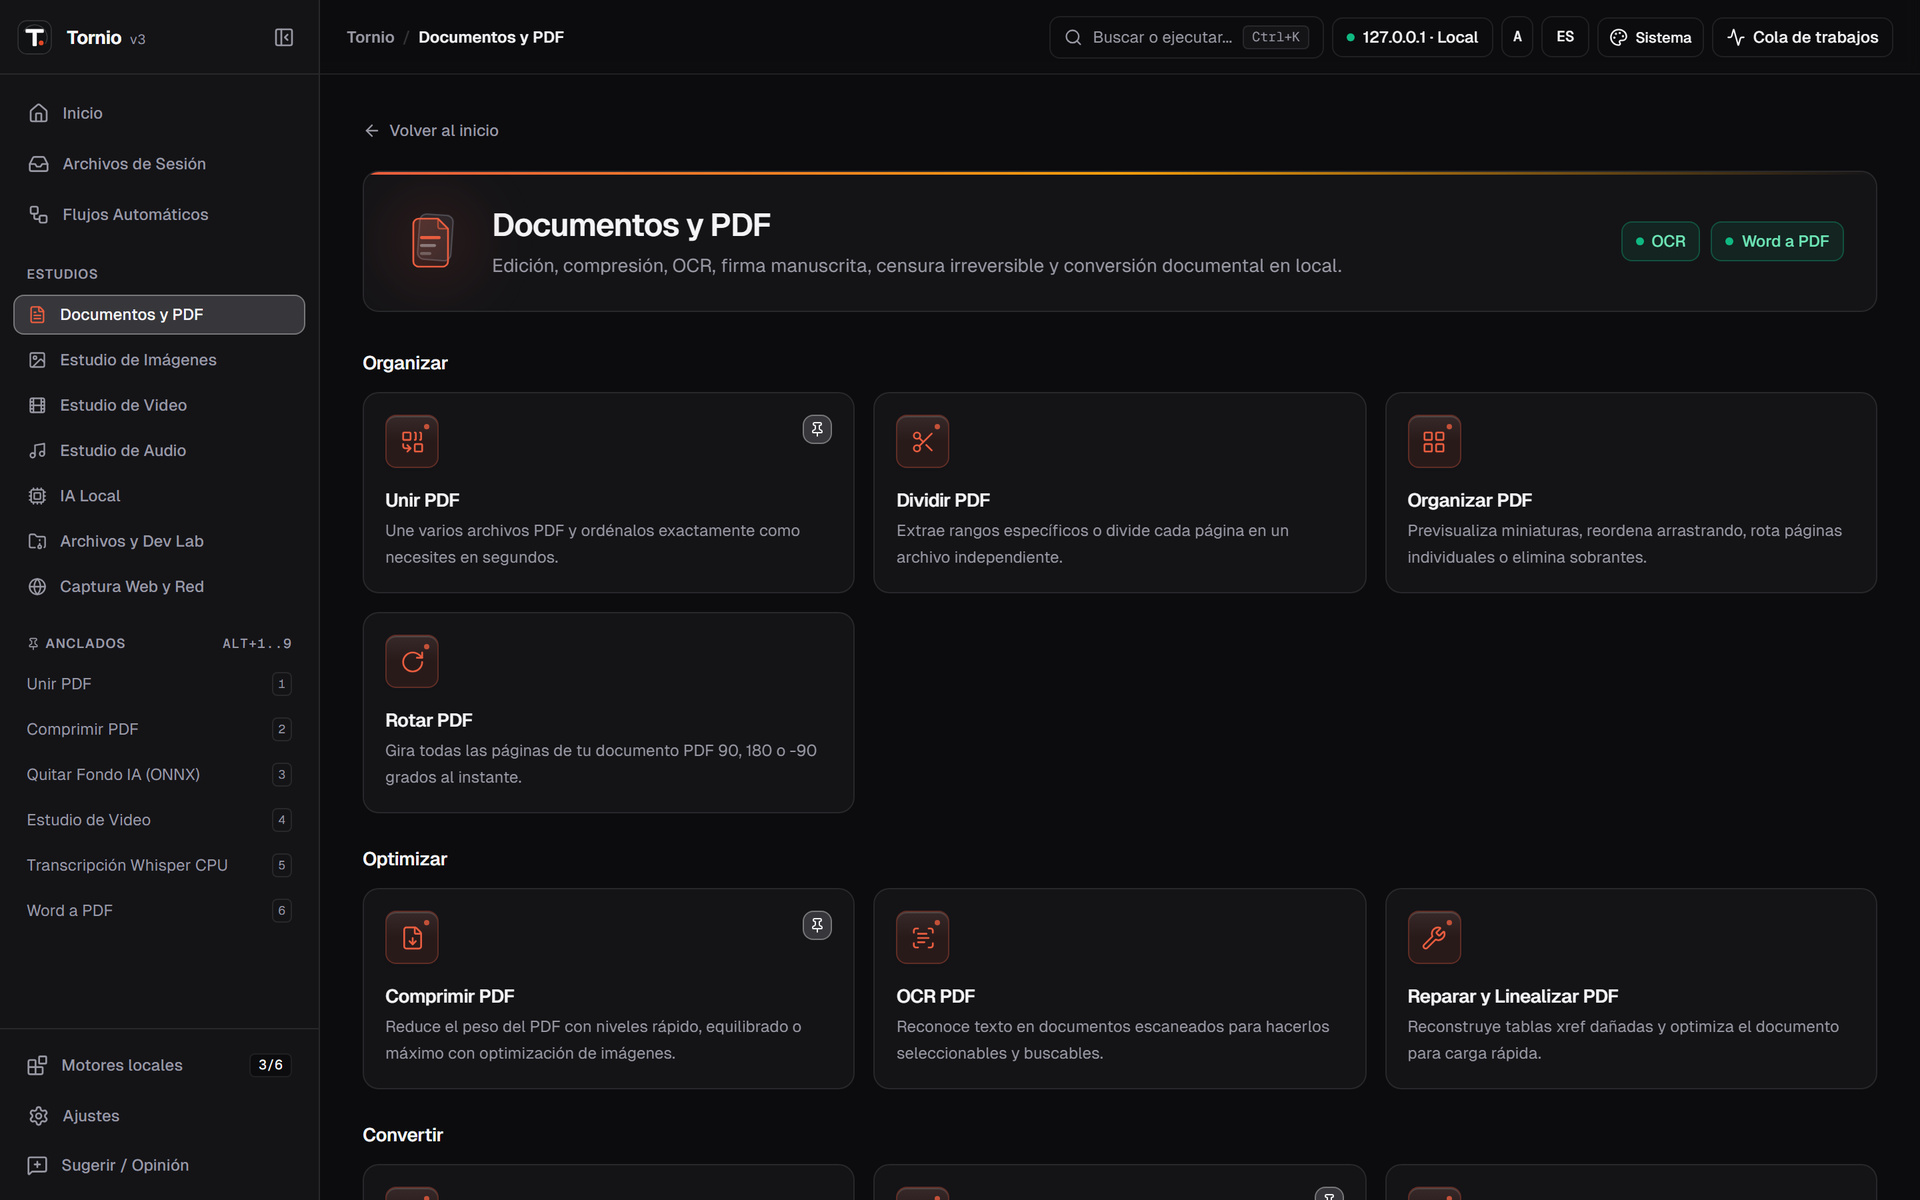 T.
Tornio v3
Inicio
Archivos de Sesión
Flujos Automáticos
ESTUDIOS
Documentos y PDF
Estudio de Imágenes
Estudio de Video
Estudio de Audio
IA Local
Archivos y Dev Lab
Captura Web y Red
ANCLADOS ALT+1..9
Unir PDF 1
Comprimir PDF 2
Quitar Fondo IA (ONNX) 3
Estudio de Video 4
Transcripción Whisper CPU 5
Word a PDF 6
Motores locales 3/6
Ajustes
Sugerir / Opinión
Tornio / Documentos y PDF
Buscar o ejecutar... Ctrl+K
127.0.0.1 · Local
A
ES
Sistema
Cola de trabajos
Volver al inicio
Documentos y PDF
Edición, compresión, OCR, firma manuscrita, censura irreversible y conversión documental en local.
OCR
Word a PDF
Organizar
Unir PDF
Une varios archivos PDF y ordénalos exactamente como
necesites en segundos.
Dividir PDF
Extrae rangos específicos o divide cada página en un
archivo independiente.
Organizar PDF
Previsualiza miniaturas, reordena arrastrando, rota páginas
individuales o elimina sobrantes.
Rotar PDF
Gira todas las páginas de tu documento PDF 90, 180 o -90
grados al instante.
Optimizar
Comprimir PDF
Reduce el peso del PDF con niveles rápido, equilibrado o
máximo con optimización de imágenes.
OCR PDF
Reconoce texto en documentos escaneados para hacerlos
seleccionables y buscables.
Reparar y Linealizar PDF
Reconstruye tablas xref dañadas y optimiza el documento
para carga rápida.
Convertir